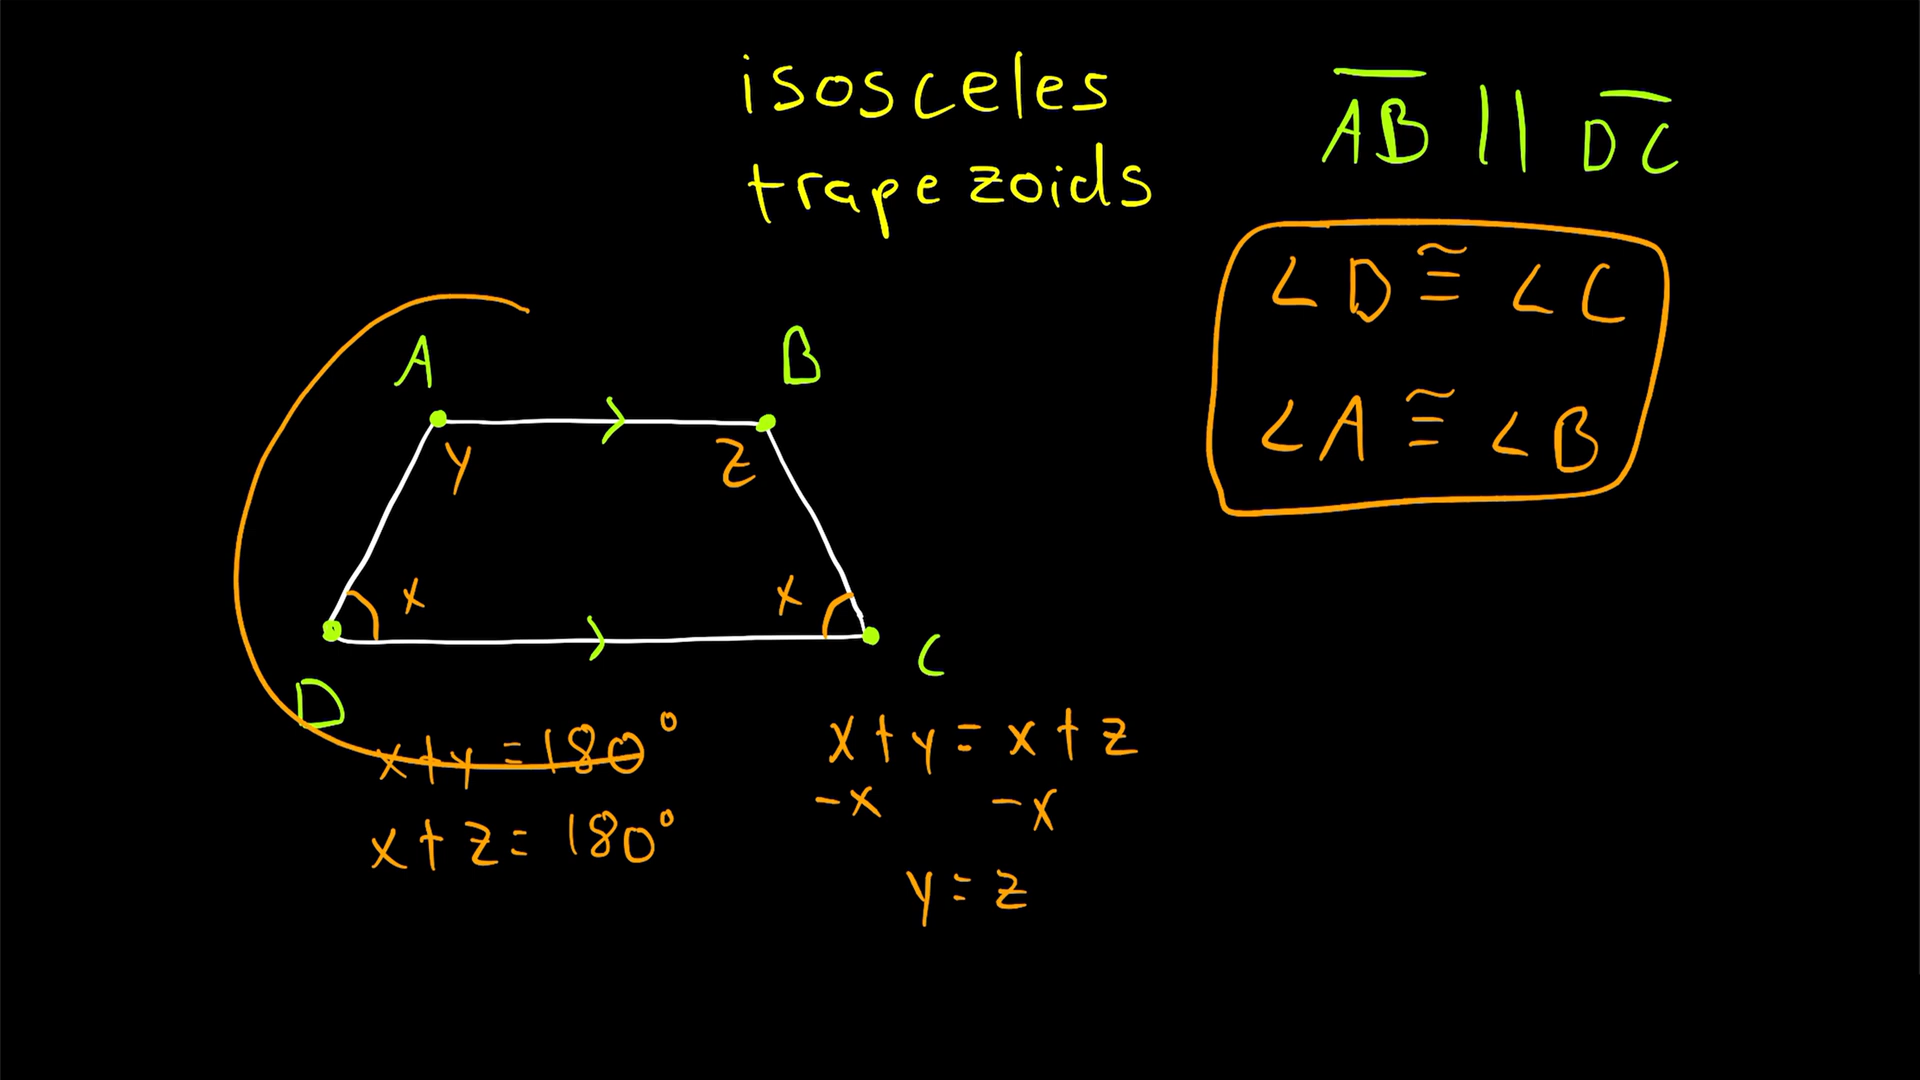 isosceles
trapezoids
AB || DC
∠D ≅ ∠C
∠A ≅ ∠B
A
B
y
z
x
x
C
D
x+y=180°
x+z=180°
x+y=x+z
-x -x
y=z